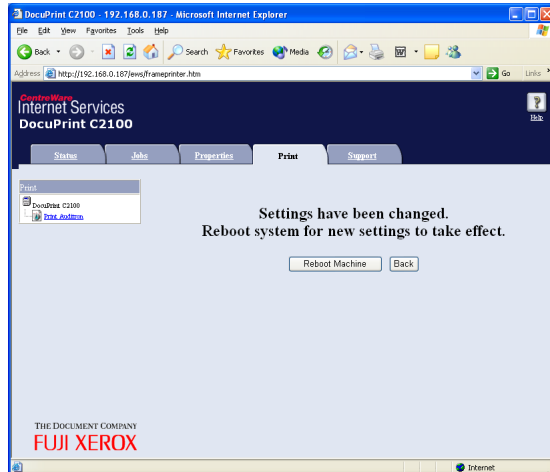 DocuPrint C2100 - 192.168.0.187 - Microsoft Internet Explorer
File Edit View Favorites Tools Help
Back Search Favorites Media
Address http://192.168.0.187/ews/frameprinter.htm Go Links
CentreWare
Internet Services
DocuPrint C2100
Help
Status Jobs Properties Print Support
Print
DocuPrint C2100
Print Auditron
Settings have been changed.
Reboot system for new settings to take effect.
Reboot Machine Back
THE DOCUMENT COMPANY
FUJI XEROX
Internet